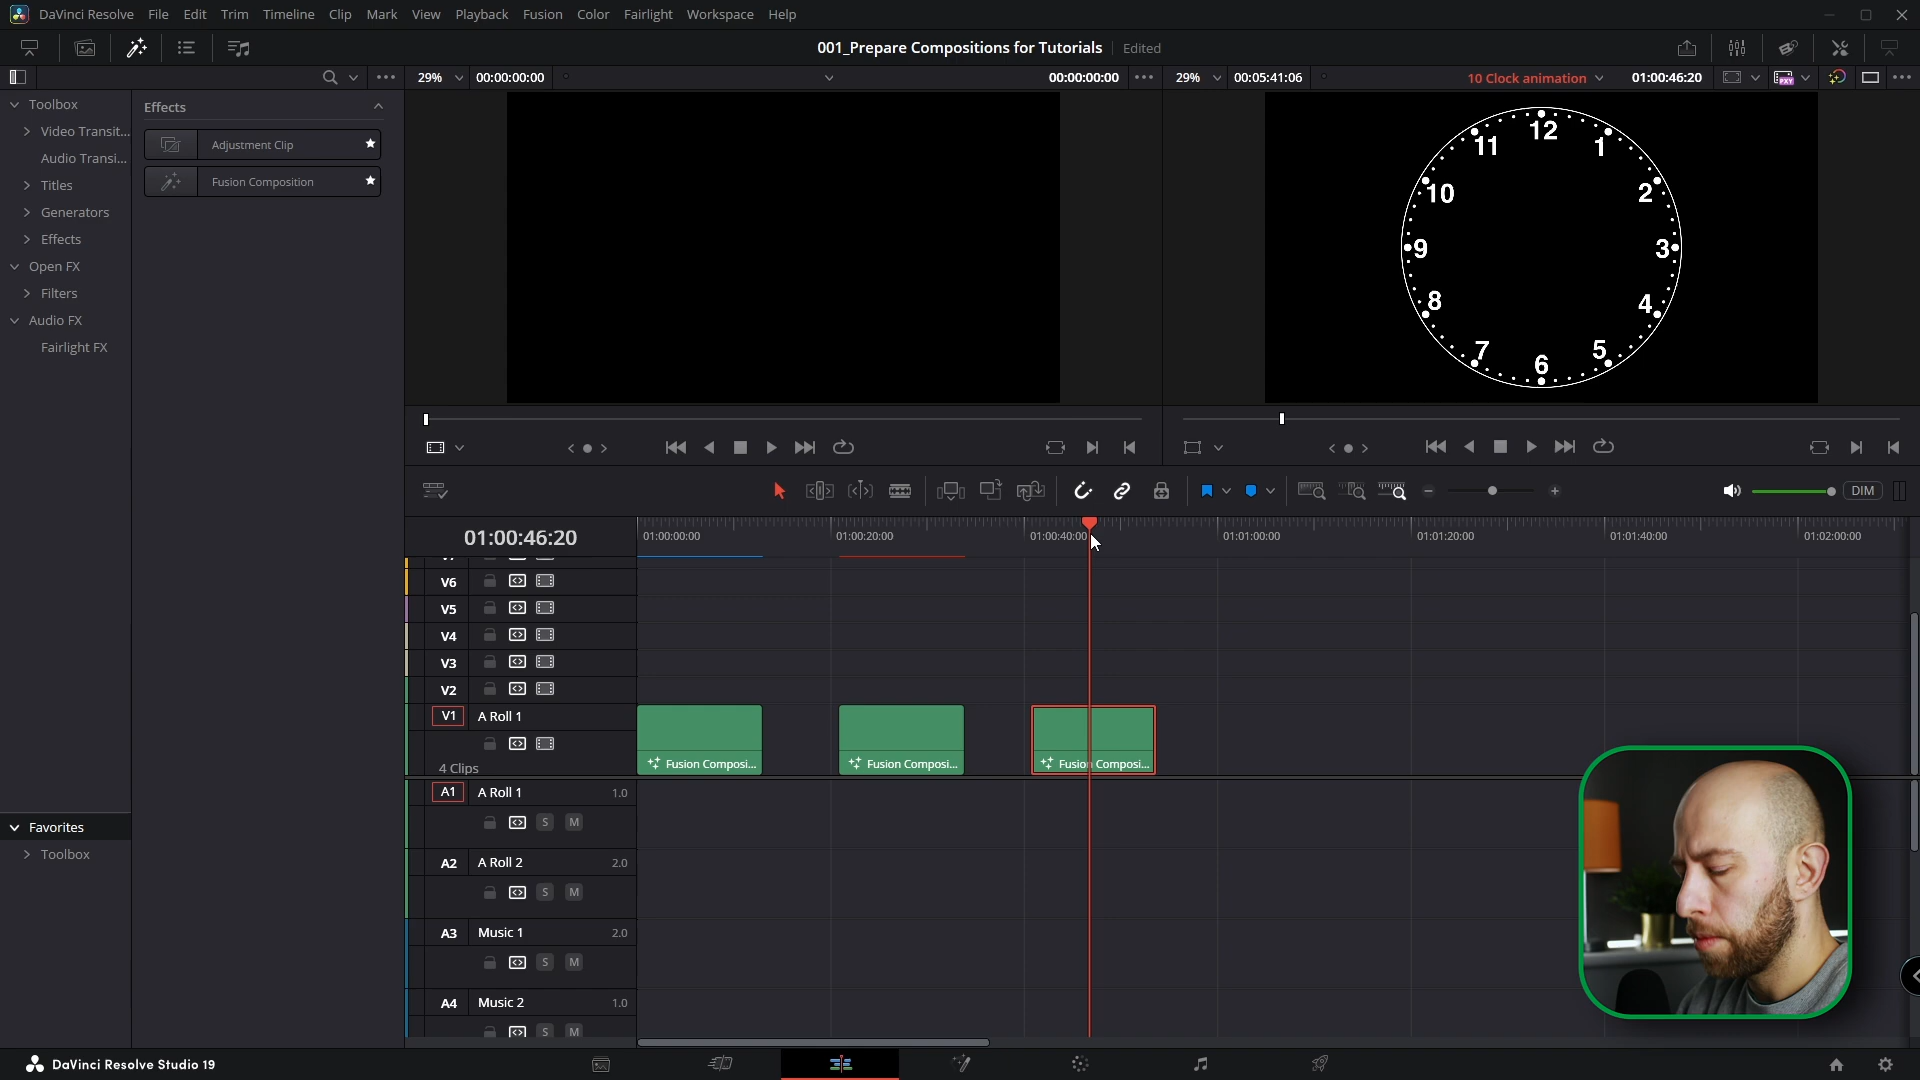 DaVinci Resolve File Edit Trim Timeline Clip Mark View Playback Fusion Color Fairlight Workspace Help
001_Prepare Compositions for Tutorials Edited
29% 00:00:00:00 00:00:00:00 29% 00:05:41:06 10 Clock animation 01:00:46:20 PXY
Toolbox
Video Transit...
Audio Transi...
Titles
Generators
Effects
Open FX
Filters
Audio FX
Fairlight FX
Favorites
Toolbox
Effects
Adjustment Clip
Fusion Composition
12
11 1
10 2
9 3
8 4
7 5
6
DIM
01:00:46:20
01:00:00:00 01:00:20:00 01:00:40:00 01:01:00:00 01:01:20:00 01:01:40:00 01:02:00:00
V6
V5
V4
V3
V2
V1 A Roll 1
4 Clips
Fusion Composi... Fusion Composi... Fusion Composi...
A1 A Roll 1 1.0
S M
A2 A Roll 2 2.0
S M
A3 Music 1 2.0
S M
A4 Music 2 1.0
S M
DaVinci Resolve Studio 19